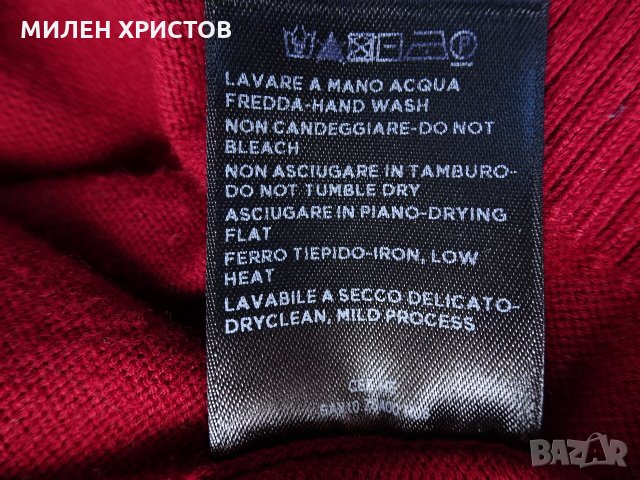 МИЛЕН ХРИСТОВ
LAVARE A MANO ACQUA
FREDDA-HAND WASH
NON CANDEGGIARE-DO NOT
BLEACH
NON ASCIUGARE IN TAMBURO-
DO NOT TUMBLE DRY
ASCIUGARE IN PIANO-DRYING
FLAT
FERRO TIEPIDO-IRON, LOW
HEAT
LAVABILE A SECCO DELICATO-
DRYCLEAN, MILD PROCESS
BAZAR